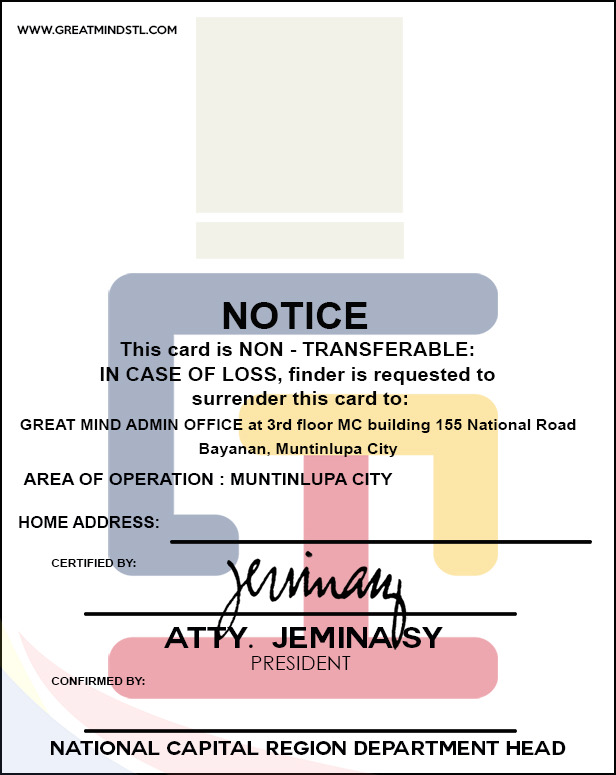 WWW.GREATMINDSTL.COM
NOTICE
This card is NON - TRANSFERABLE:
IN CASE OF LOSS, finder is requested to
surrender this card to:
GREAT MIND ADMIN OFFICE at 3rd floor MC building 155 National Road
Bayanan, Muntinlupa City
AREA OF OPERATION : MUNTINLUPA CITY
HOME ADDRESS:
CERTIFIED BY:
ATTY. JEMINA SY
PRESIDENT
CONFIRMED BY:
NATIONAL CAPITAL REGION DEPARTMENT HEAD